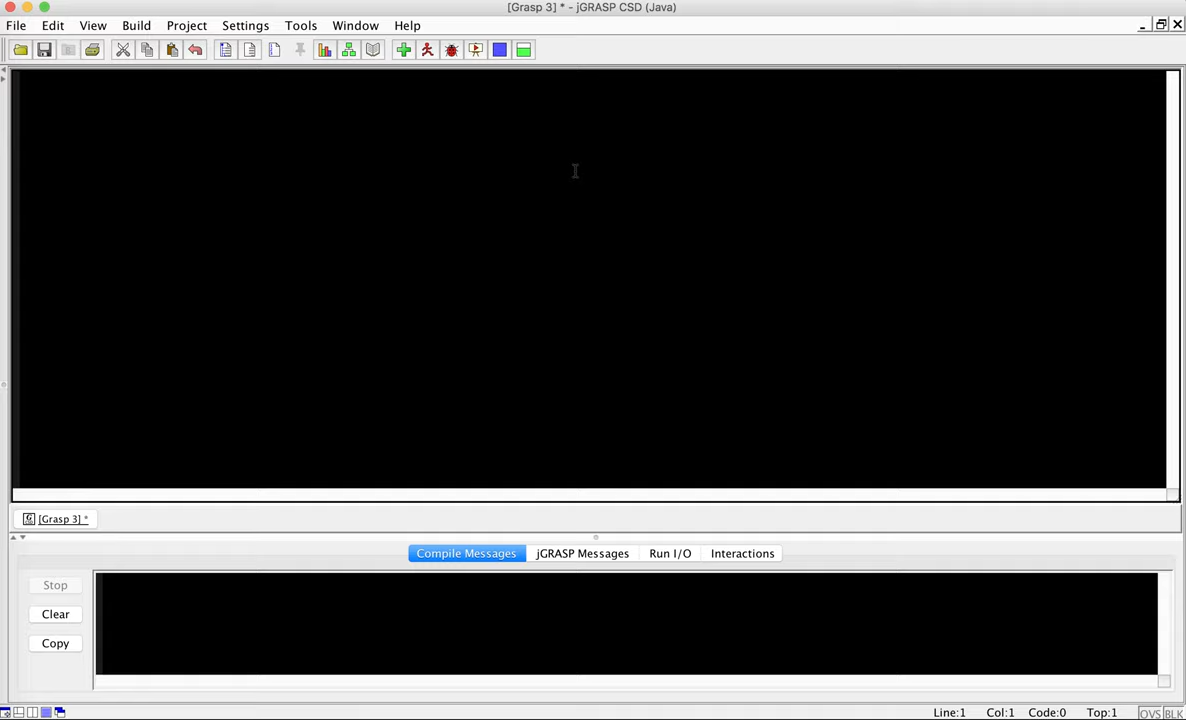 [Grasp 3] * - jGRASP CSD (Java)
File Edit View Build Project Settings Tools Window Help
[Grasp 3] *
Compile Messages jGRASP Messages Run I/O Interactions
Stop
Clear
Copy
Line:1 Col:1 Code:0 Top:1 OVS BLK